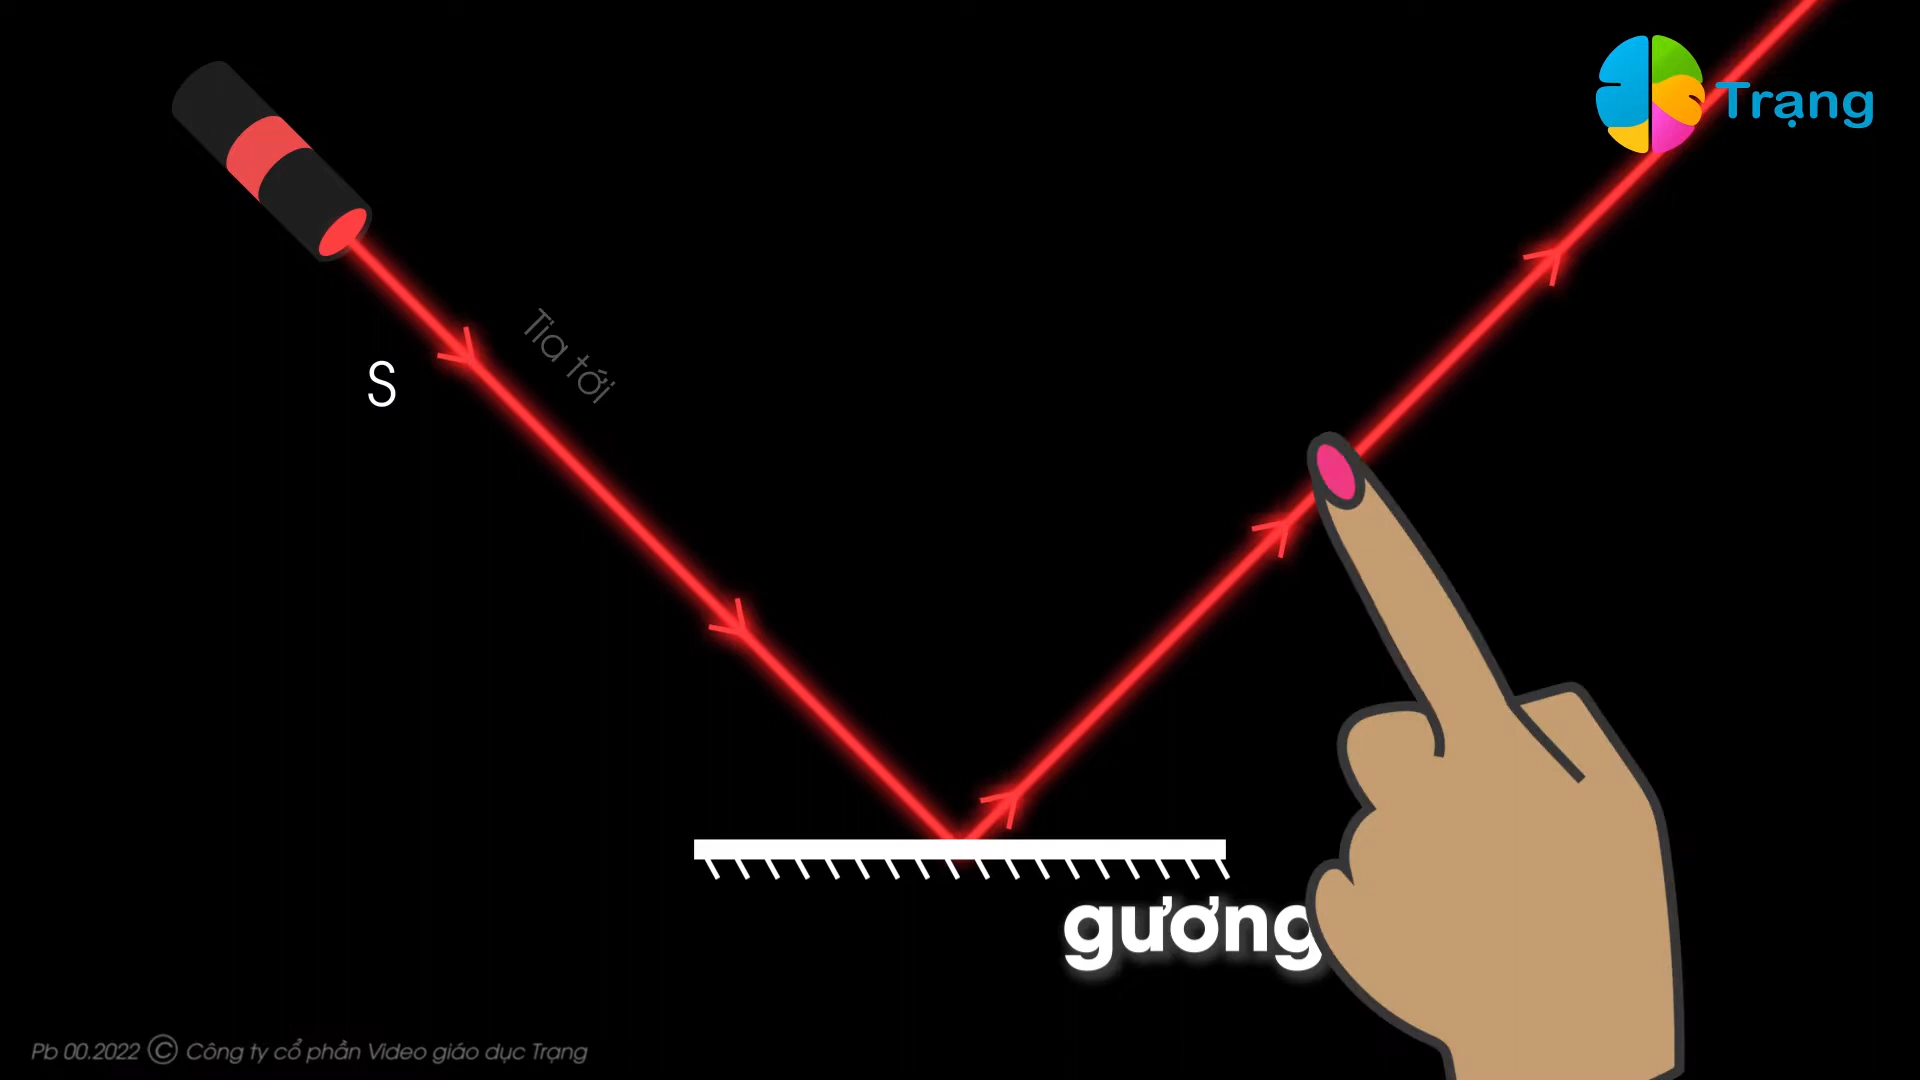 Trạng
S
Tia tới
gương
Pb 00.2022 © Công ty cổ phần Video giáo dục Trạng